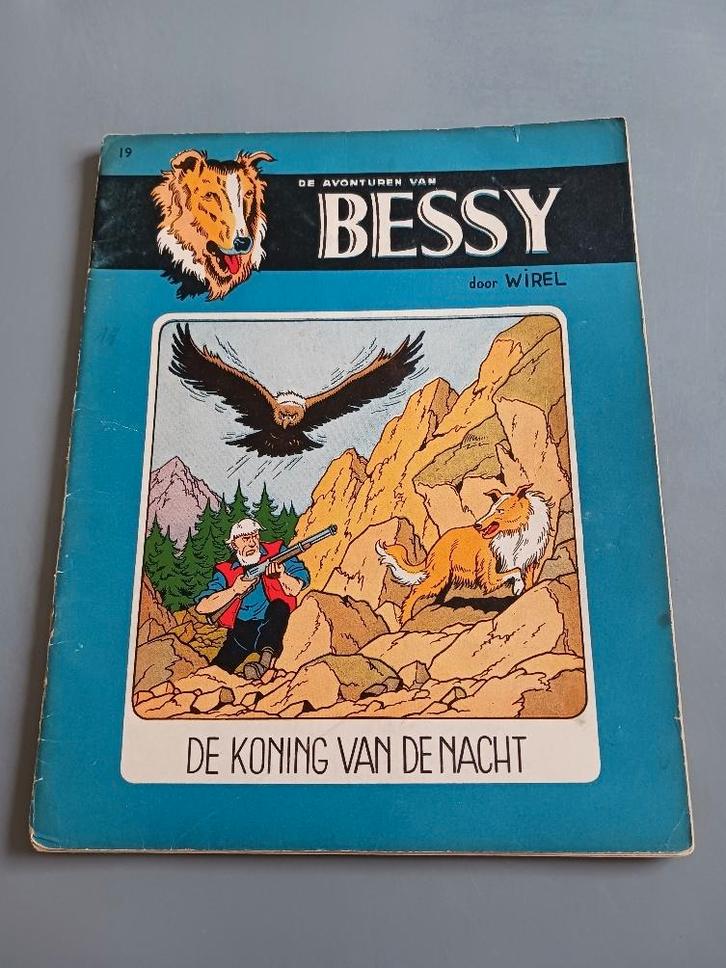 19
DE AVONTUREN VAN
BESSY
door WiREL
DE KONING VAN DE NACHT